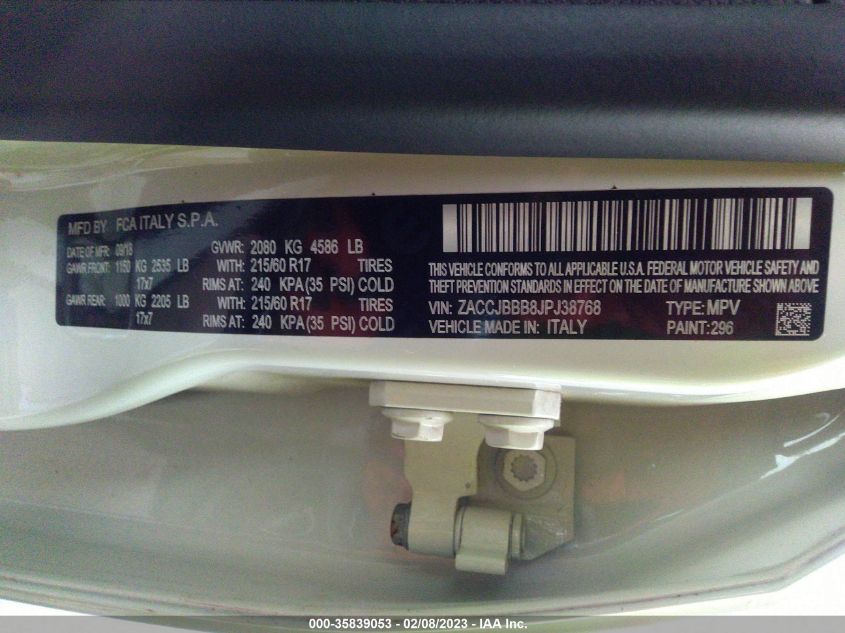 MFD BY FCA ITALY S.P.A.
DATE OF MFR: 09/18 GVWR: 2080 KG 4586 LB
GAWR FRONT: 1150 KG 2535 LB WITH: 215/60 R17 TIRES
17x7 RIMS AT: 240 KPA (35 PSI) COLD
GAWR REAR: 1000 KG 2205 LB WITH: 215/60 R17 TIRES
17x7 RIMS AT: 240 KPA (35 PSI) COLD
THIS VEHICLE CONFORMS TO ALL APPLICABLE U.S.A. FEDERAL MOTOR VEHICLE SAFETY AND
THEFT PREVENTION STANDARDS IN EFFECT ON THE DATE OF MANUFACTURE SHOWN ABOVE
VIN: ZACCJBBB8JPJ38768 TYPE: MPV
VEHICLE MADE IN: ITALY PAINT: 296
000-35839053 - 02/08/2023 - IAA Inc.